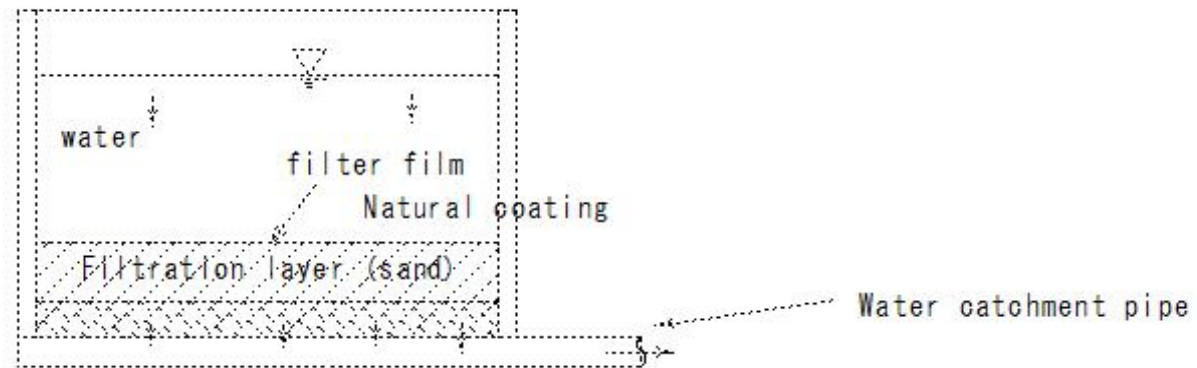 water
filter film
Natural coating
Filtration layer (sand)
Water catchment pipe